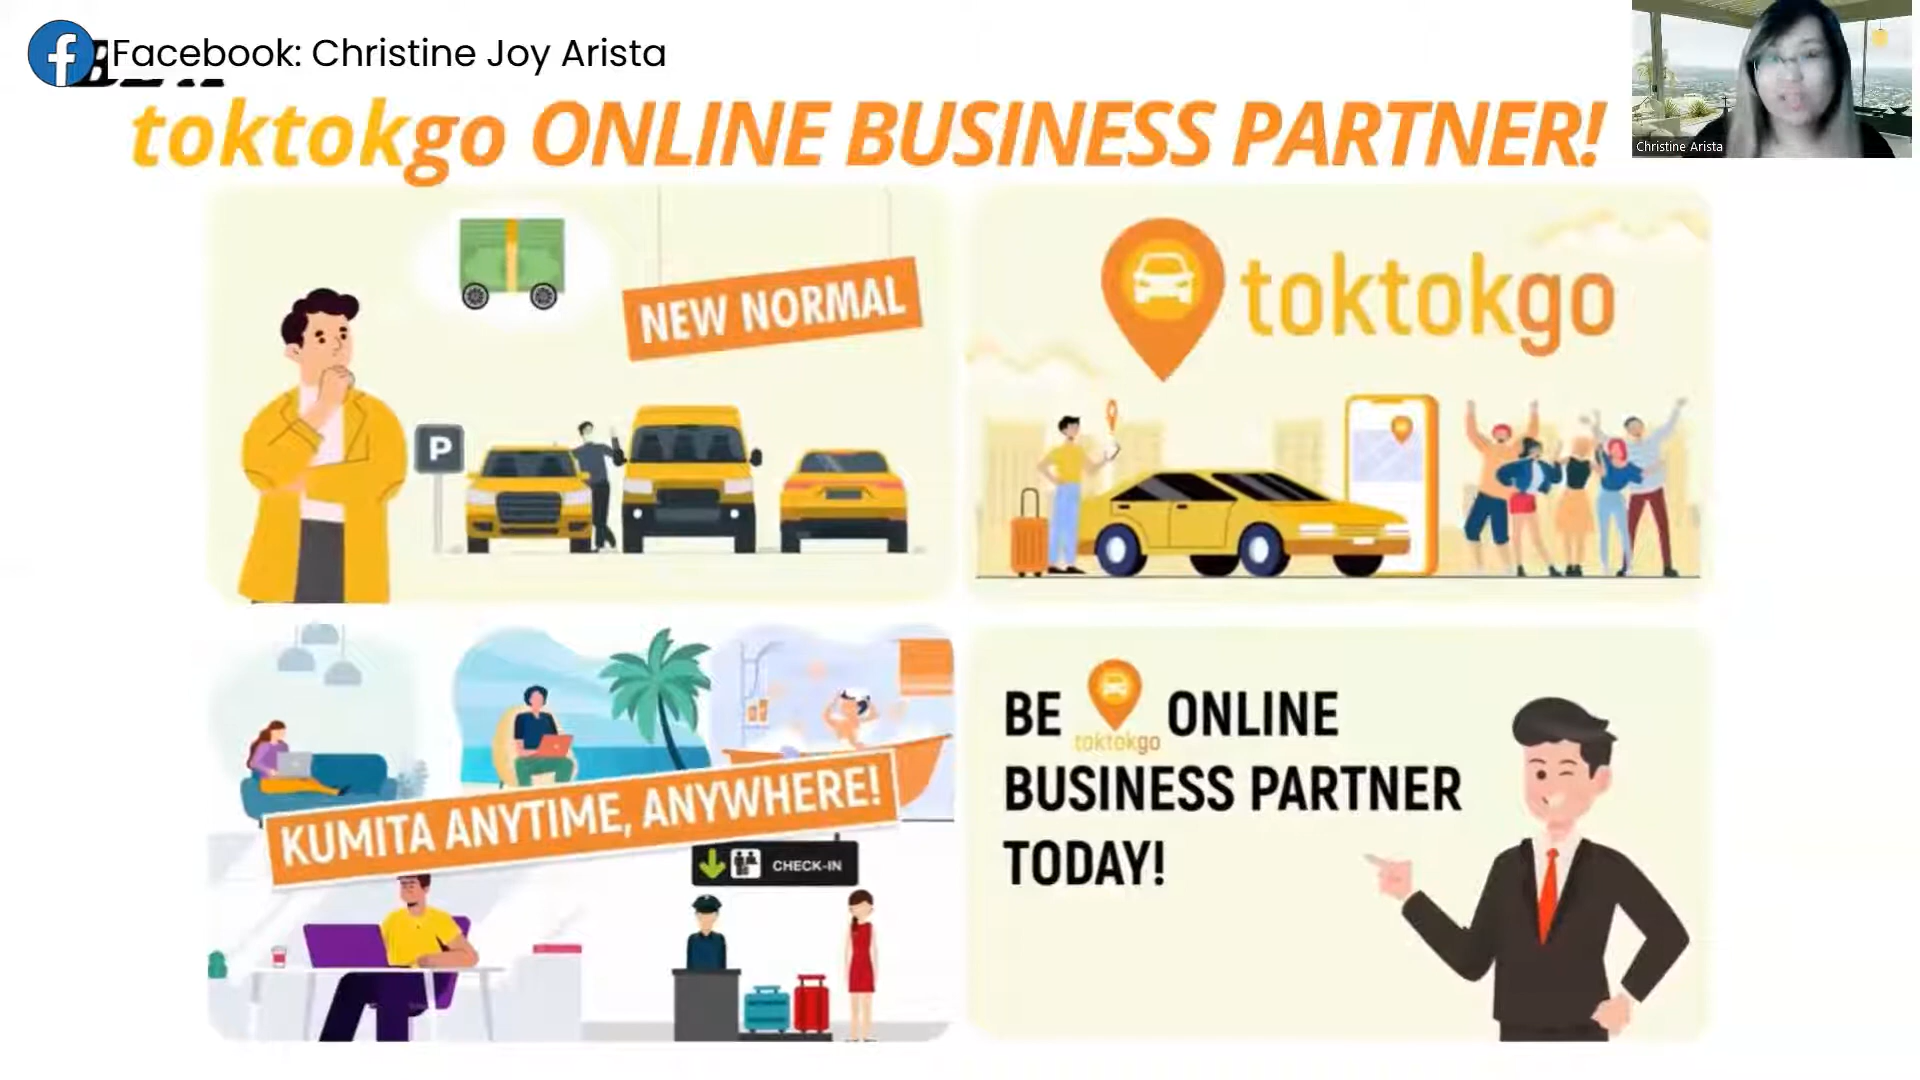 Facebook: Christine Joy Arista
Christine Arista
toktokgo ONLINE BUSINESS PARTNER!
NEW NORMAL
P
toktokgo
KUMITA ANYTIME, ANYWHERE!
CHECK-IN
BE toktokgo ONLINE
BUSINESS PARTNER
TODAY!